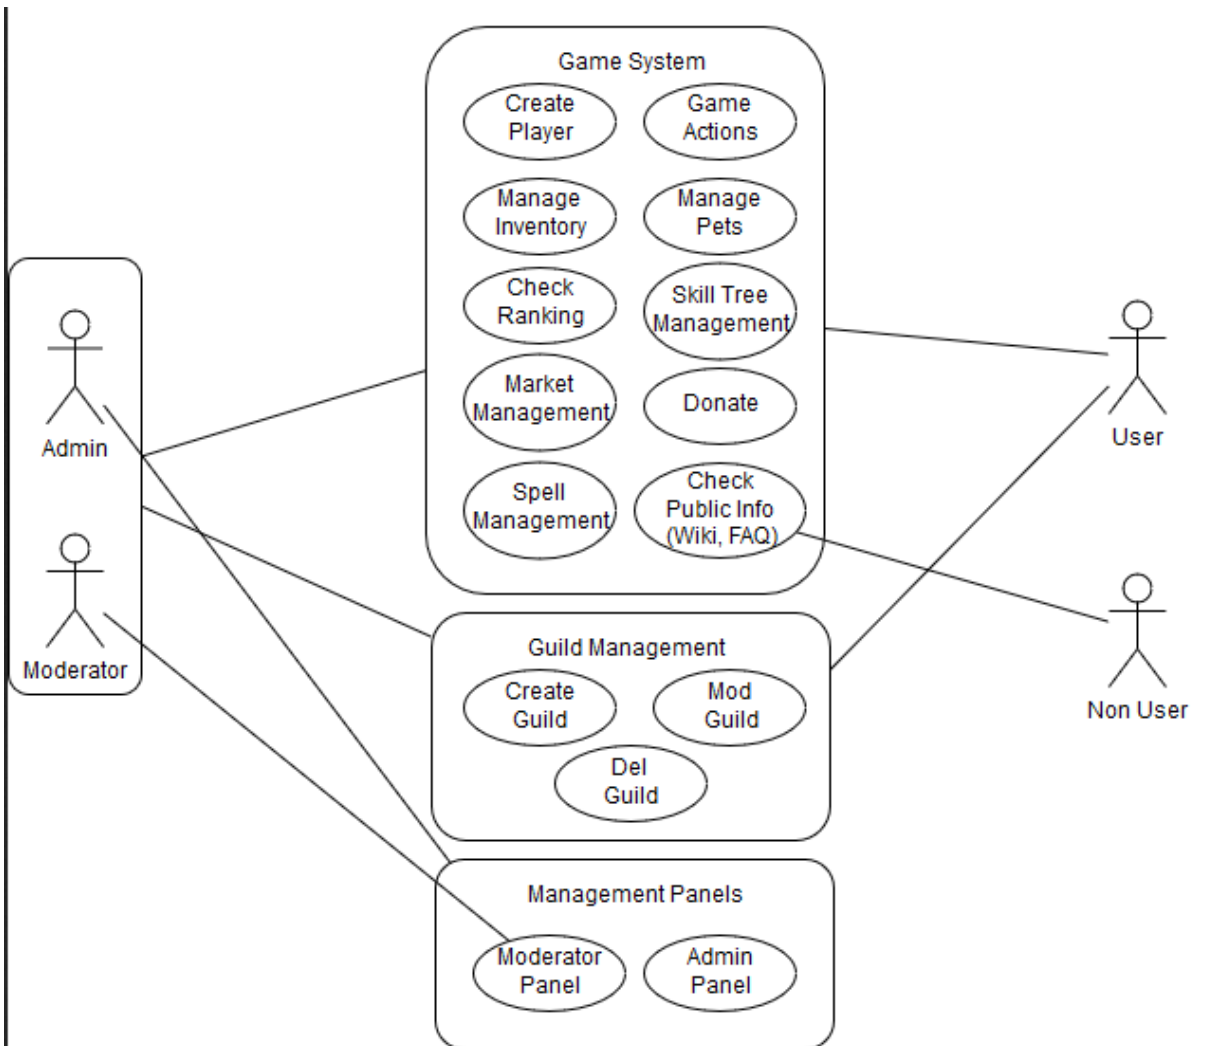 Game System
Create
Player
Game
Actions
Manage
Inventory
Manage
Pets
Check
Ranking
Skill Tree
Management
Market
Management
Donate
Spell
Management
Check
Public Info
(Wiki, FAQ)
Admin
Moderator
User
Non User
Guild Management
Create
Guild
Mod
Guild
Del
Guild
Management Panels
Moderator
Panel
Admin
Panel